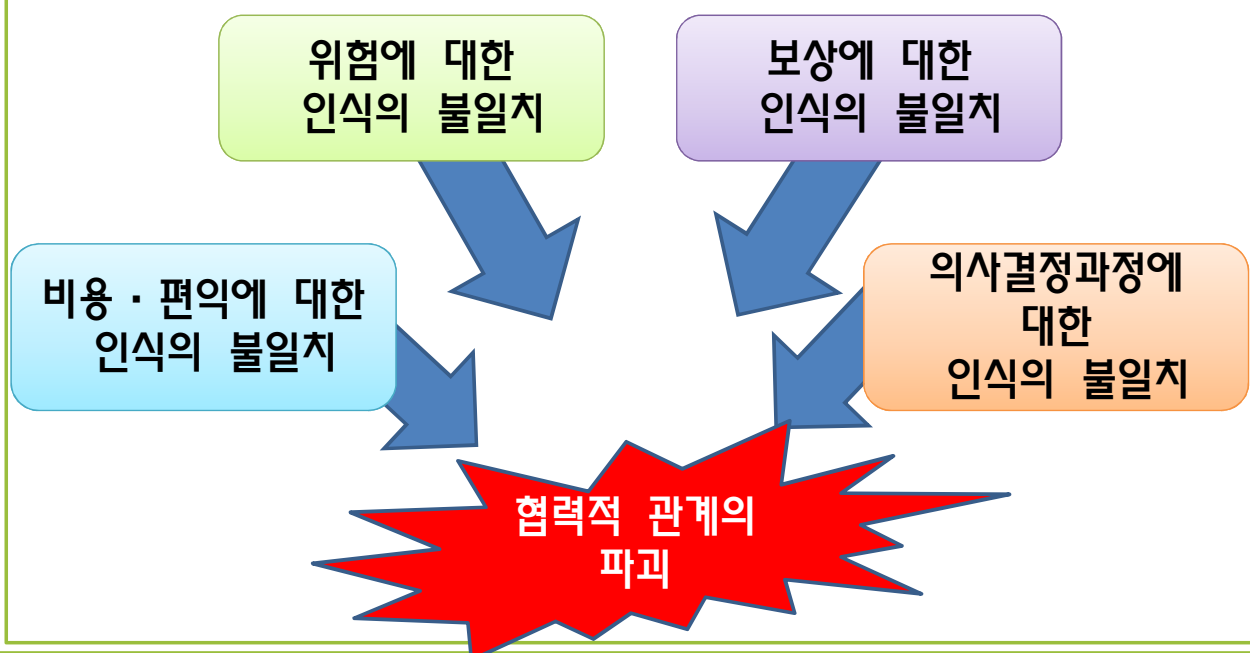 위험에 대한
인식의 불일치
보상에 대한
인식의 불일치
비용·편익에 대한
인식의 불일치
의사결정과정에
대한
인식의 불일치
협력적 관계의
파괴